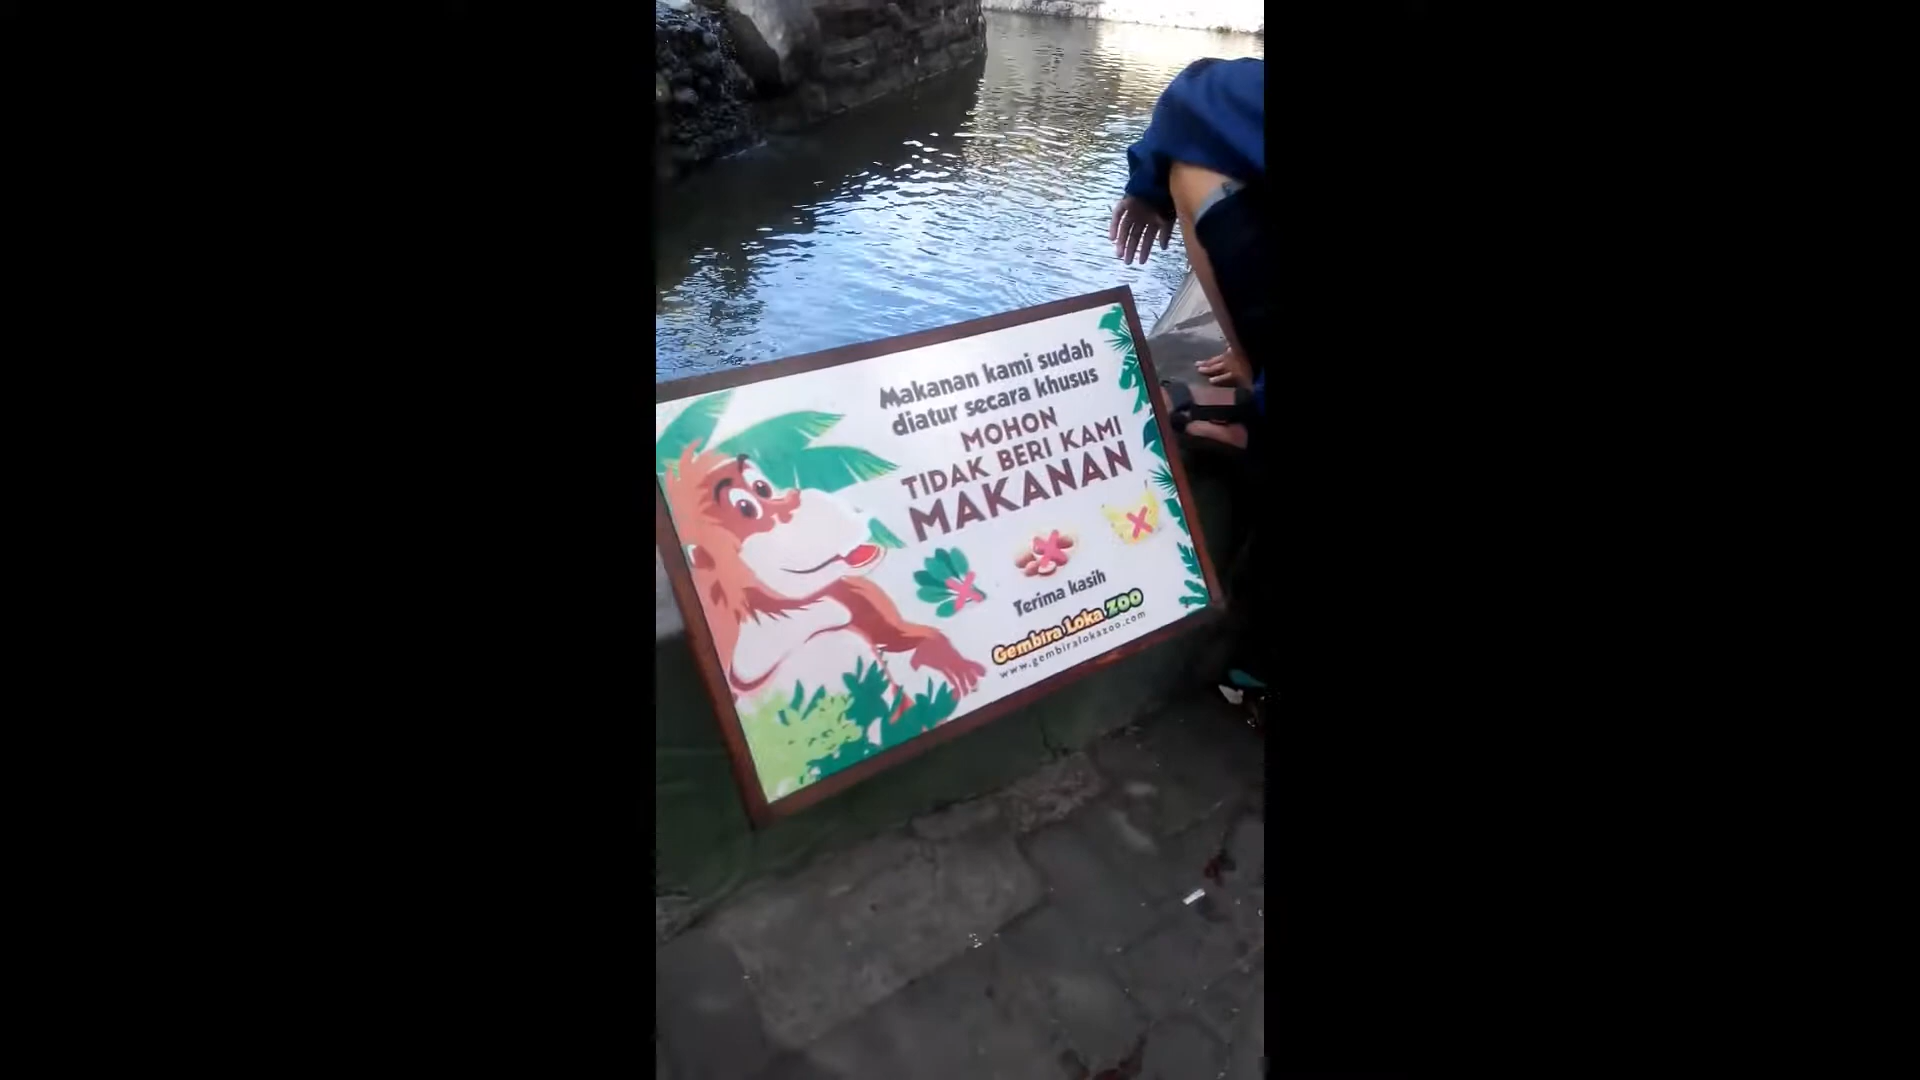 Makanan kami sudah
diatur secara khusus
MOHON
TIDAK BERI KAMI
MAKANAN
Terima kasih
Gembira Loka ZOO
www.gembiralokazoo.com